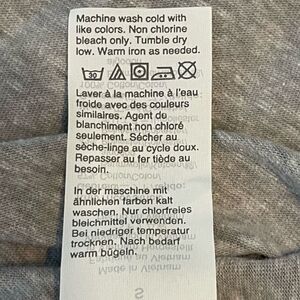 Machine wash cold with
like colors. Non chlorine
bleach only. Tumble dry
low. Warm iron as needed.
30
Laver à la machine à l'eau
froide avec des couleurs
similaires. Agent de
blanchiment non chloré
seulement. Sécher au
sèche-linge au cycle doux.
Repasser au fer tiède au
besoin.
In der maschine mit
ähnlichen farben kalt
waschen. Nur chlorfreies
bleichmittel verwenden.
Bei niedriger temperatur
trocknen. Nach bedarf
warm bügeln.
Made in Vietnam
S